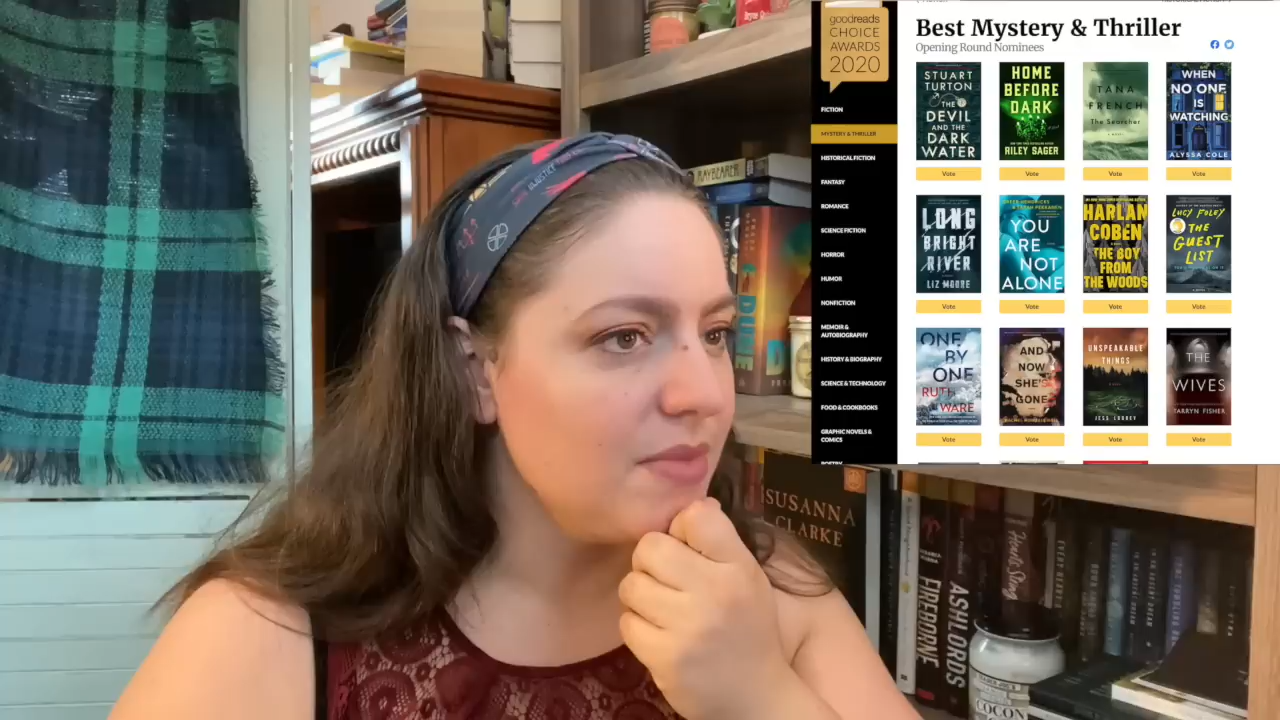 goodreads
CHOICE
AWARDS
2020
FICTION
MYSTERY & THRILLER
HISTORICAL FICTION
FANTASY
ROMANCE
SCIENCE FICTION
HORROR
HUMOR
NONFICTION
MEMOIR &
AUTOBIOGRAPHY
HISTORY & BIOGRAPHY
SCIENCE & TECHNOLOGY
FOOD & COOKBOOKS
GRAPHIC NOVELS &
COMICS
POETRY
Best Mystery & Thriller
Opening Round Nominees
STUART
TURTON
THE
DEVIL
AND THE
DARK
WATER
Vote
HOME
BEFORE
DARK
RILEY SAGER
Vote
TANA
FRENCH
The Searcher
Vote
WHEN
NO ONE
IS
WATCHING
ALYSSA COLE
Vote
LONG
BRIGHT
RIVER
LIZ MOORE
Vote
YOU
ARE
NOT
ALONE
Vote
HARLAN
COBEN
THE BOY
FROM
THE WOODS
Vote
LUCY FOLEY
THE
GUEST
LIST
Vote
ONE
BY
ONE
RUTH
WARE
Vote
AND
NOW
SHE'S
GONE
Vote
UNSPEAKABLE
THINGS
JESS LOUREY
Vote
THE
WIVES
TARRYN FISHER
Vote
INJUSTICE
RAYBEARER
DUNE
SUSANNA
CLARKE
FIREBORNE
ASHLORDS
COCON